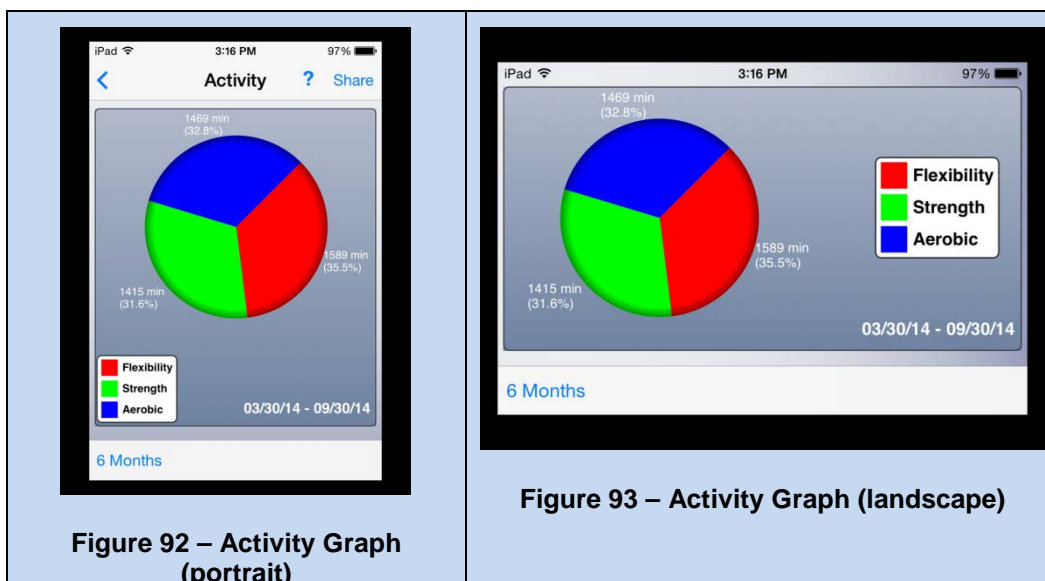 iPad 3:16 PM 97%
Activity ? Share
1469 min
(32.8%)
1589 min
(35.5%)
1415 min
(31.6%)
Flexibility
Strength
Aerobic
03/30/14 - 09/30/14
6 Months
Figure 92 – Activity Graph
(portrait)
iPad 3:16 PM 97%
1469 min
(32.8%)
1589 min
(35.5%)
1415 min
(31.6%)
Flexibility
Strength
Aerobic
03/30/14 - 09/30/14
6 Months
Figure 93 – Activity Graph (landscape)